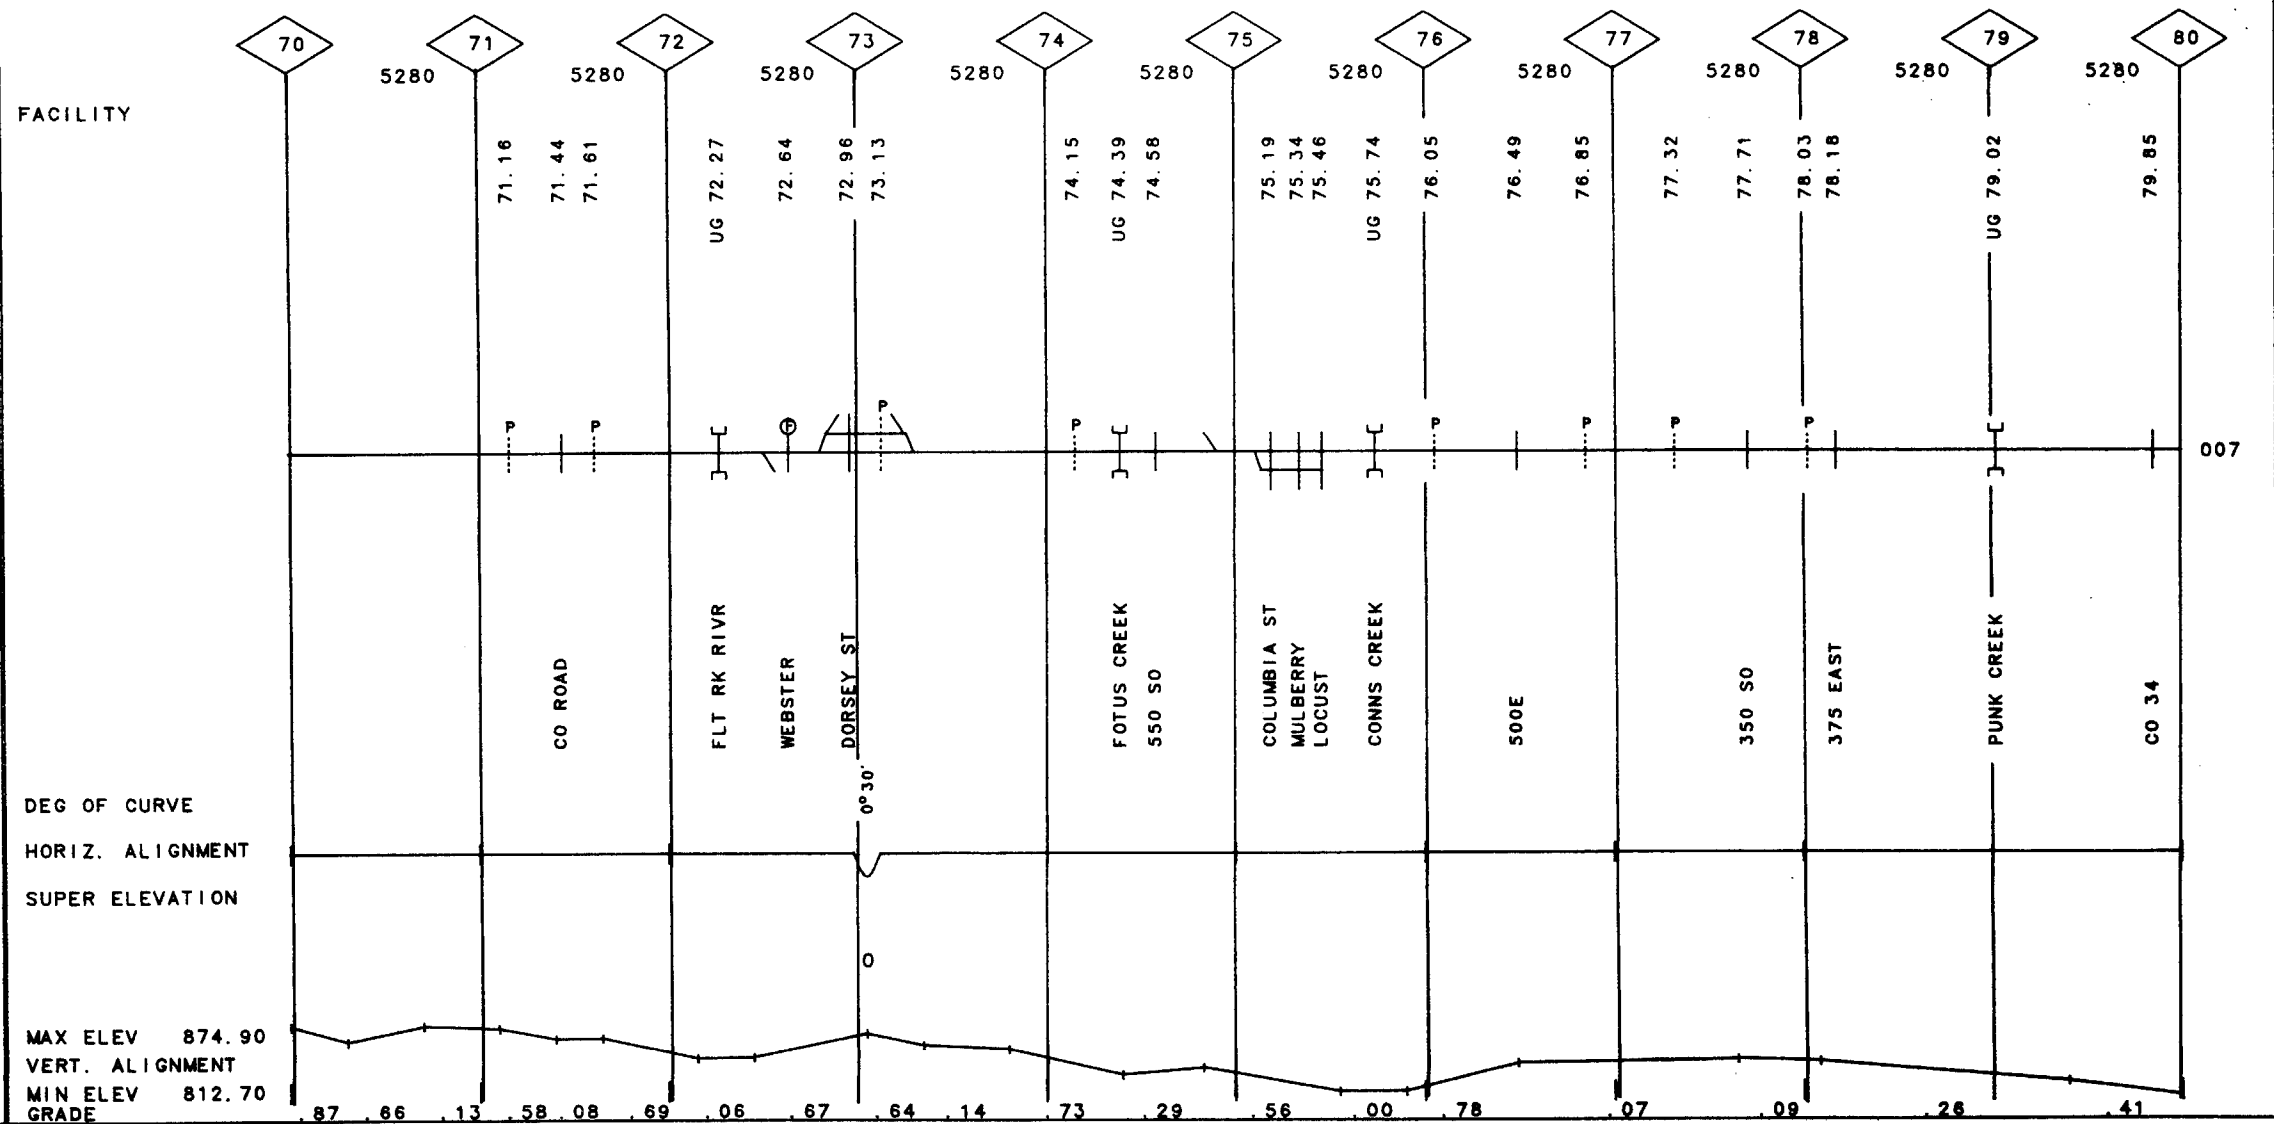 70 71 72 73 74 75 76 77 78 79 80
5280 5280 5280 5280 5280 5280 5280 5280 5280 5280
FACILITY
71.16
71.44
71.61
UG 72.27
72.64
72.96
73.13
74.15
UG 74.39
74.58
75.19
75.34
75.46
UG 75.74
76.05
76.49
76.85
77.32
77.71
78.03
78.18
UG 79.02
79.85
P P F P P P P P P
007
CO ROAD
FLT RK RIVR
WEBSTER
DORSEY ST
FOTUS CREEK
550 SO
COLUMBIA ST
MULBERRY
LOCUST
CONNS CREEK
500E
350 SO
375 EAST
PUNK CREEK
CO 34
DEG OF CURVE
0°30'
HORIZ. ALIGNMENT
SUPER ELEVATION
0
MAX ELEV 874.90
VERT. ALIGNMENT
MIN ELEV 812.70
GRADE .87 .66 .13 .58 .08 .69 .06 .67 .64 .14 .73 .29 .56 .00 .78 .07 .09 .26 .41